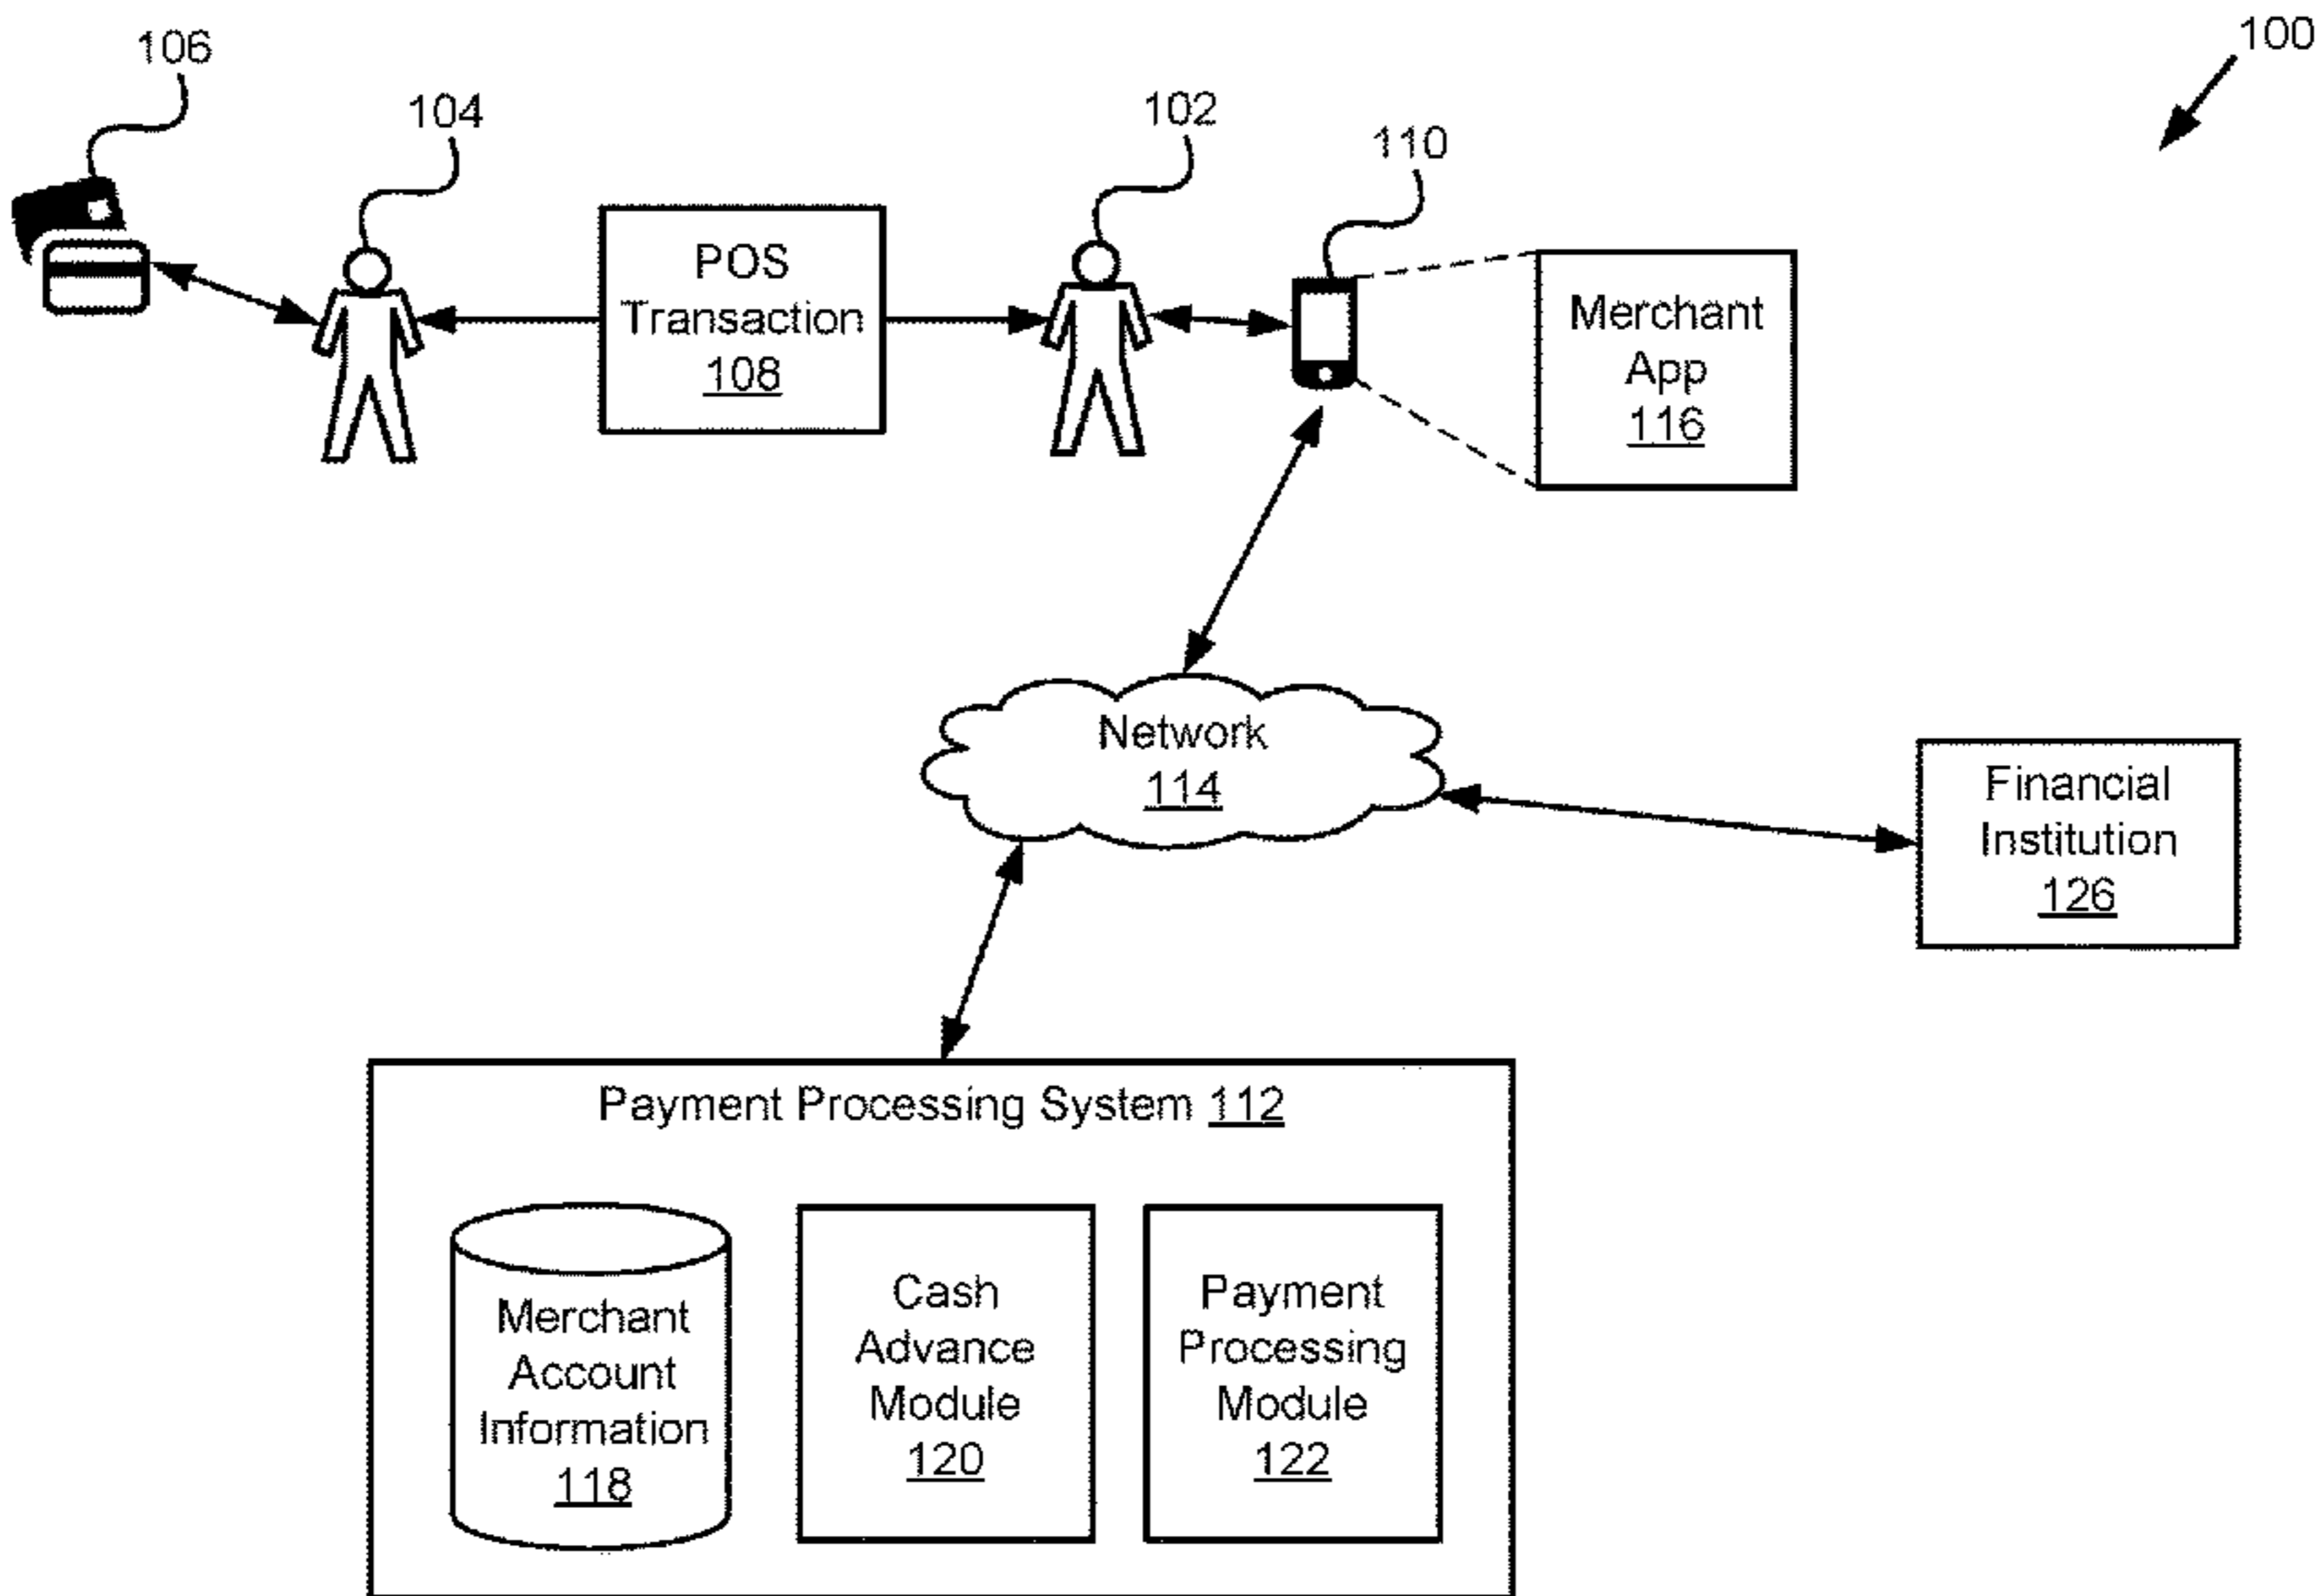 100
106
104
102
110
POS
Transaction
108
Merchant
App
116
Network
114
Financial
Institution
126
Payment Processing System 112
Merchant
Account
Information
118
Cash
Advance
Module
120
Payment
Processing
Module
122